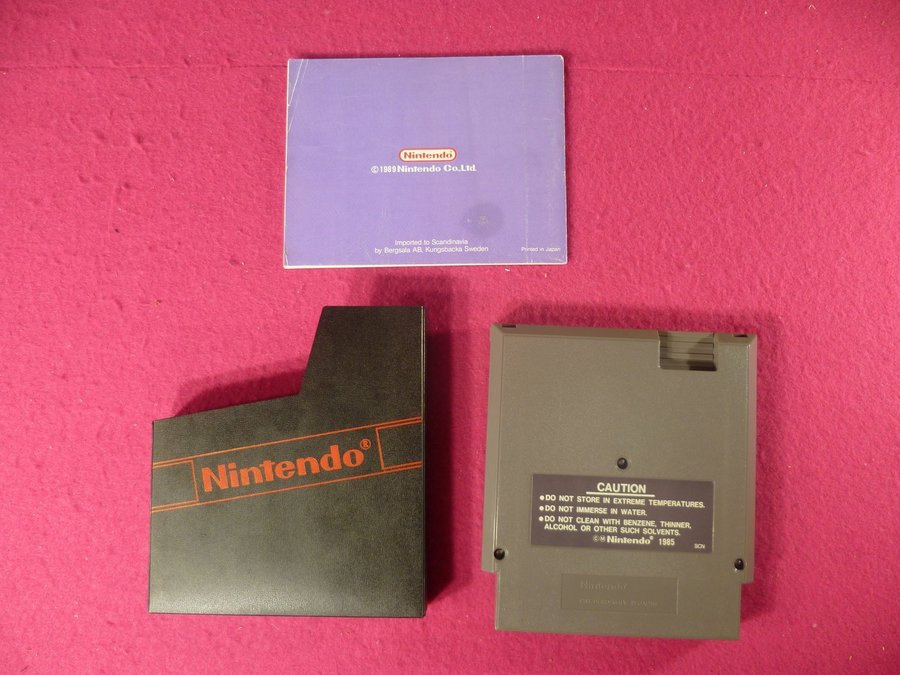 Nintendo
©1989 Nintendo Co.,Ltd.
Imported to Scandinavia
by Bergsala AB, Kungsbacka Sweden
Printed in Japan
Nintendo®
CAUTION
●DO NOT STORE IN EXTREME TEMPERATURES.
●DO NOT IMMERSE IN WATER.
●DO NOT CLEAN WITH BENZENE, THINNER,
ALCOHOL OR OTHER SUCH SOLVENTS.
©M Nintendo® 1985
SCN
Nintendo®